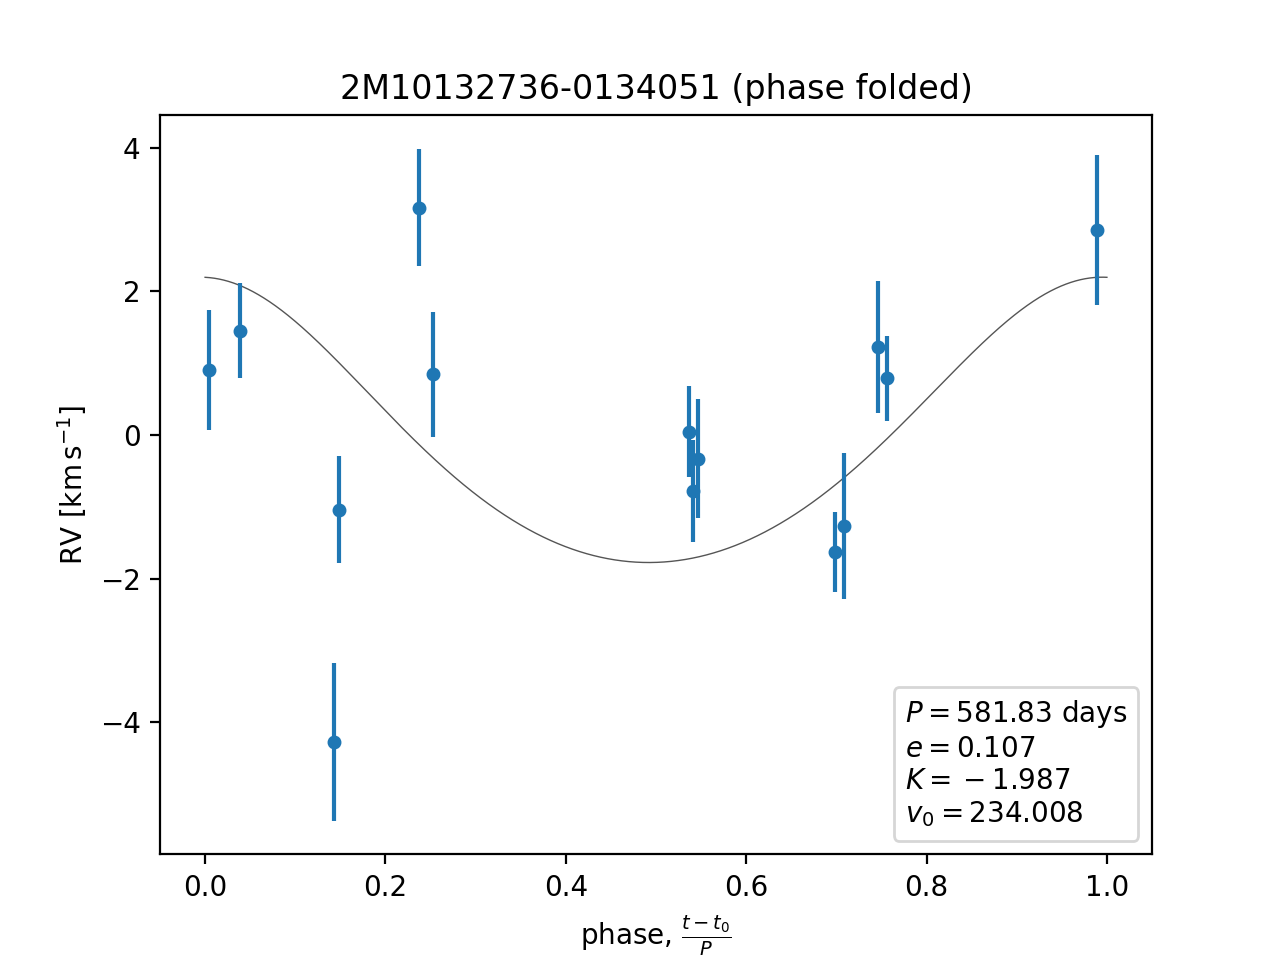 2M10132736-0134051 (phase folded)
RV [km s⁻¹]
4
2
0
−2
−4
P = 581.83 days
e = 0.107
K = −1.987
v₀ = 234.008
0.0 0.2 0.4 0.6 0.8 1.0
phase, (t − t₀)/P